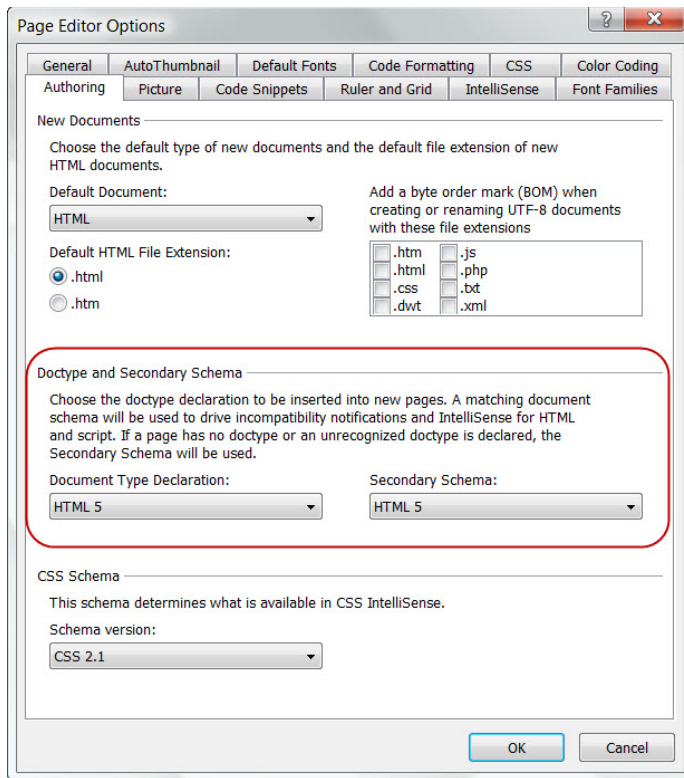 Page Editor Options
General AutoThumbnail Default Fonts Code Formatting CSS Color Coding
Authoring Picture Code Snippets Ruler and Grid IntelliSense Font Families
New Documents
Choose the default type of new documents and the default file extension of new
HTML documents.
Default Document:
HTML
Default HTML File Extension:
.html
.htm
Add a byte order mark (BOM) when
creating or renaming UTF-8 documents
with these file extensions
.htm .js
.html .php
.css .txt
.dwt .xml
Doctype and Secondary Schema
Choose the doctype declaration to be inserted into new pages. A matching document
schema will be used to drive incompatibility notifications and IntelliSense for HTML
and script. If a page has no doctype or an unrecognized doctype is declared, the
Secondary Schema will be used.
Document Type Declaration:
HTML 5
Secondary Schema:
HTML 5
CSS Schema
This schema determines what is available in CSS IntelliSense.
Schema version:
CSS 2.1
OK Cancel